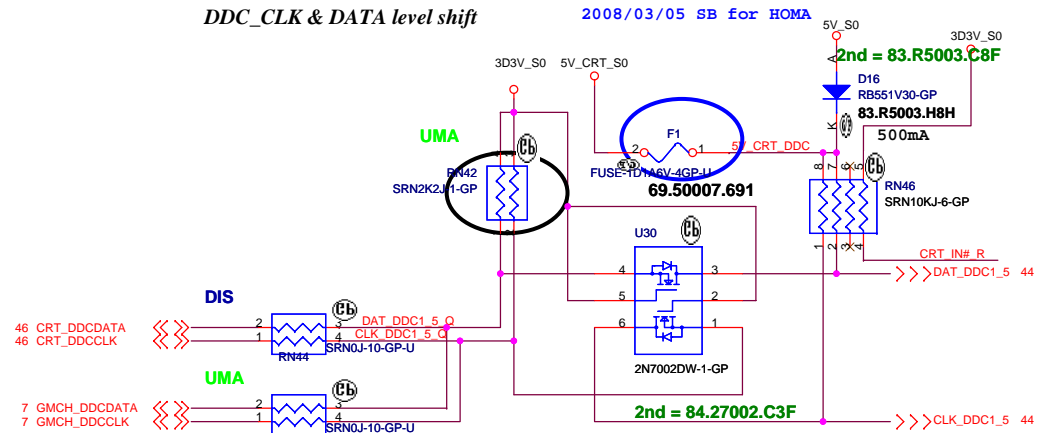 DDC_CLK & DATA level shift
2008/03/05 SB for HOMA
5V_S0
3D3V_S0
2nd = 83.R5003.C8F
3D3V_S0
5V_CRT_S0
A
D16
RB551V30-GP
83.R5003.H8H
K
500mA
UMA
F1
2
1
5V_CRT_DDC
RN42
SRN2K2J-1-GP
FUSE-1D1A6V-4GP-U
69.50007.691
8
7
6
5
RN46
SRN10KJ-6-GP
U30
1
2
3
4
CRT_IN#_R
4
3
DAT_DDC1_5 44
5
2
6
1
DIS
46 CRT_DDCDATA
2
3
DAT_DDC1_5_Q
46 CRT_DDCCLK
1
4
CLK_DDC1_5_Q
SRN0J-10-GP-U
RN44
2N7002DW-1-GP
UMA
7 GMCH_DDCDATA
2
3
2nd = 84.27002.C3F
7 GMCH_DDCCLK
1
4
CLK_DDC1_5 44
SRN0J-10-GP-U